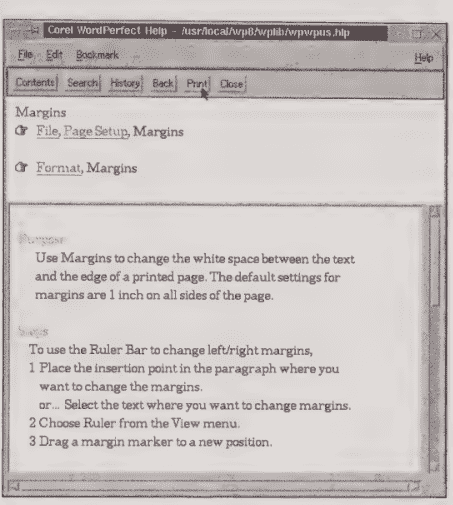 Corel WordPerfect Help - /usr/local/wp8/wplib/wpwpus.hlp
File Edit Bookmark Help
Contents Search History Back Print Close
Margins
File, Page Setup, Margins
Format, Margins
Purpose
Use Margins to change the white space between the text
and the edge of a printed page. The default settings for
margins are 1 inch on all sides of the page.
Steps
To use the Ruler Bar to change left/right margins,
1 Place the insertion point in the paragraph where you
want to change the margins.
or... Select the text where you want to change margins.
2 Choose Ruler from the View menu.
3 Drag a margin marker to a new position.